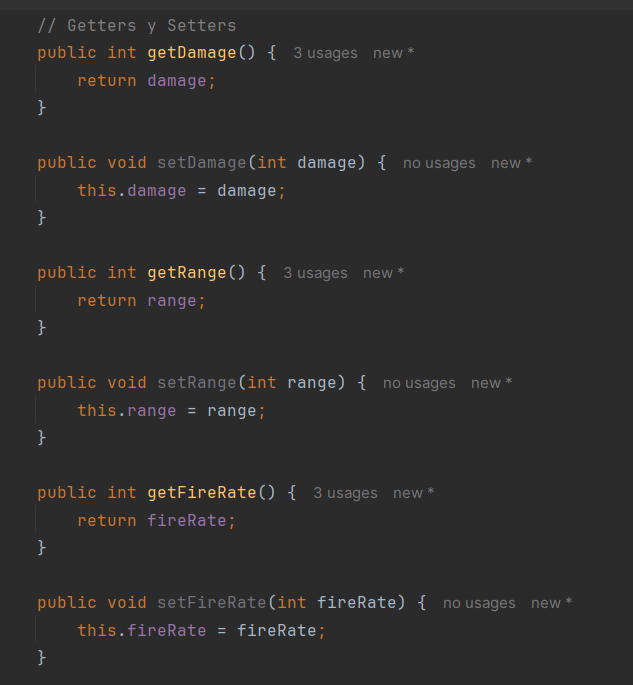 // Getters y Setters
public int getDamage() { 3 usages new *
return damage;
}
public void setDamage(int damage) { no usages new *
this.damage = damage;
}
public int getRange() { 3 usages new *
return range;
}
public void setRange(int range) { no usages new *
this.range = range;
}
public int getFireRate() { 3 usages new *
return fireRate;
}
public void setFireRate(int fireRate) { no usages new *
this.fireRate = fireRate;
}